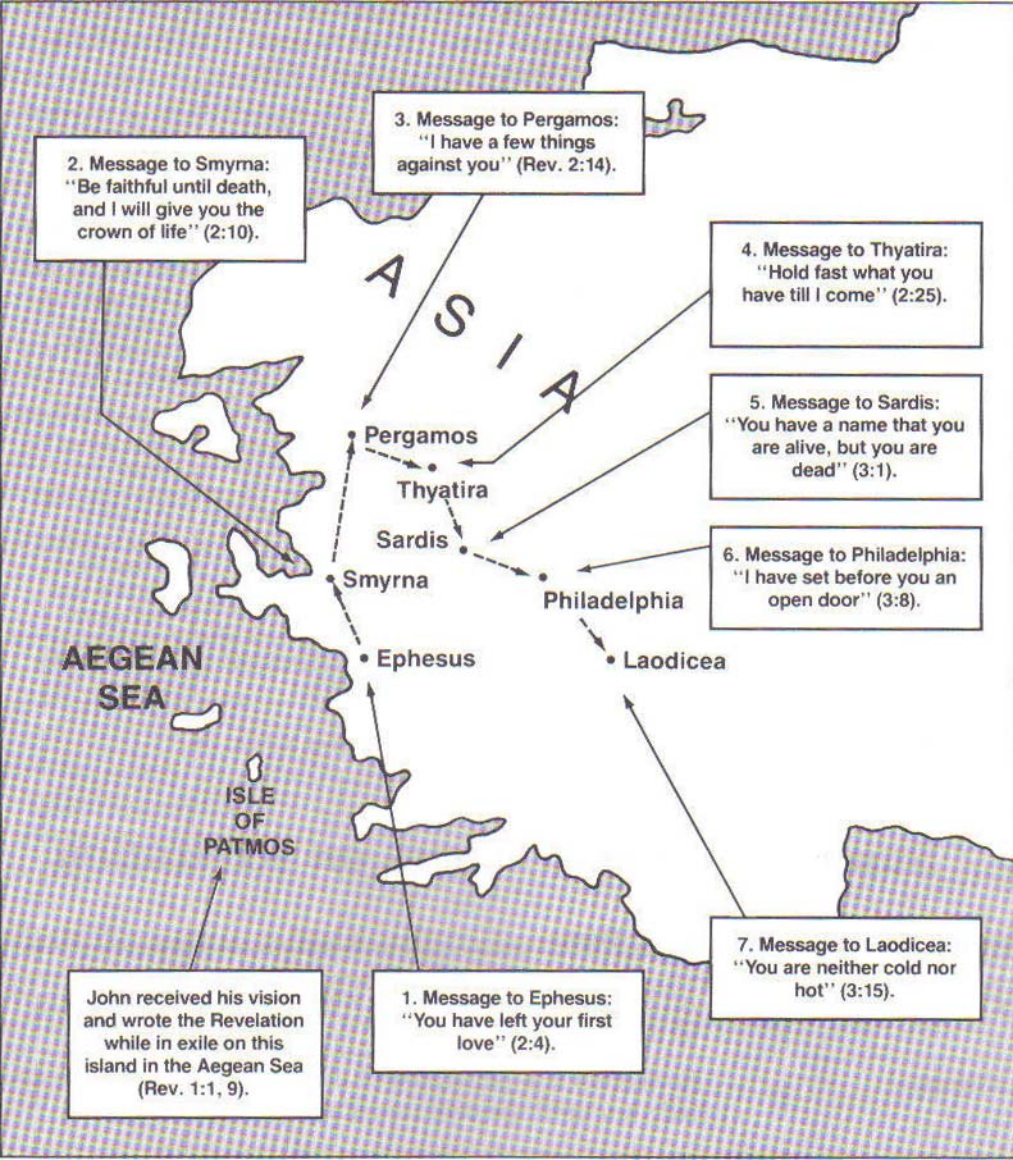 3. Message to Pergamos:
“I have a few things
against you” (Rev. 2:14).
2. Message to Smyrna:
“Be faithful until death,
and I will give you the
crown of life” (2:10).
4. Message to Thyatira:
“Hold fast what you
have till I come” (2:25).
ASIA
5. Message to Sardis:
“You have a name that you
are alive, but you are
dead” (3:1).
Pergamos
Thyatira
Sardis
6. Message to Philadelphia:
“I have set before you an
open door” (3:8).
Smyrna
Philadelphia
Ephesus
Laodicea
AEGEAN
SEA
ISLE
OF
PATMOS
7. Message to Laodicea:
“You are neither cold nor
hot” (3:15).
John received his vision
and wrote the Revelation
while in exile on this
island in the Aegean Sea
(Rev. 1:1, 9).
1. Message to Ephesus:
“You have left your first
love” (2:4).